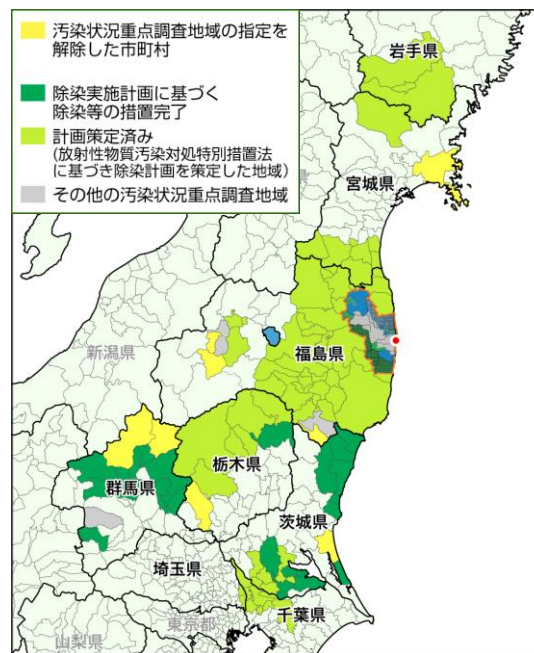 汚染状況重点調査地域の指定を
解除した市町村
除染実施計画に基づく
除染等の措置完了
計画策定済み
(放射性物質汚染対処特別措置法
に基づき除染計画を策定した地域)
その他の汚染状況重点調査地域
岩手県
宮城県
県
新潟県
福島県
栃木県
群馬県
茨城県
埼玉県
千葉県
東京都
山梨県